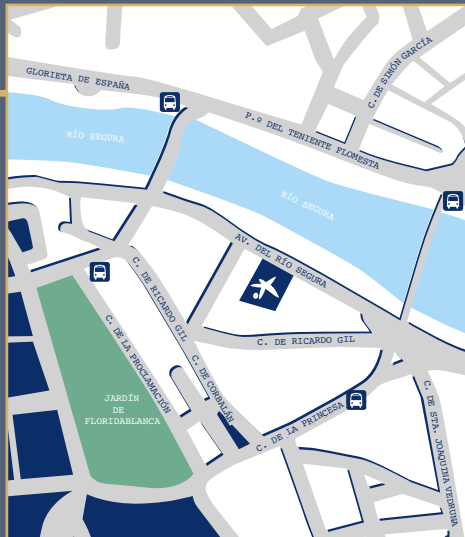 GLORIETA DE ESPAÑA
C. DE SIMÓN GARCÍA
P.º DEL TENIENTE FLOMESTA
RÍO SEGURA
RÍO SEGURA
AV. DEL RÍO SEGURA
C. DE RICARDO GIL
C. DE RICARDO GIL
C. DE LA PROCLAMACIÓN
C. DE CORBALÁN
JARDÍN
DE
FLORIDABLANCA
C. DE LA PRINCESA
C. DE STA. JOAQUINA VEDRUNA